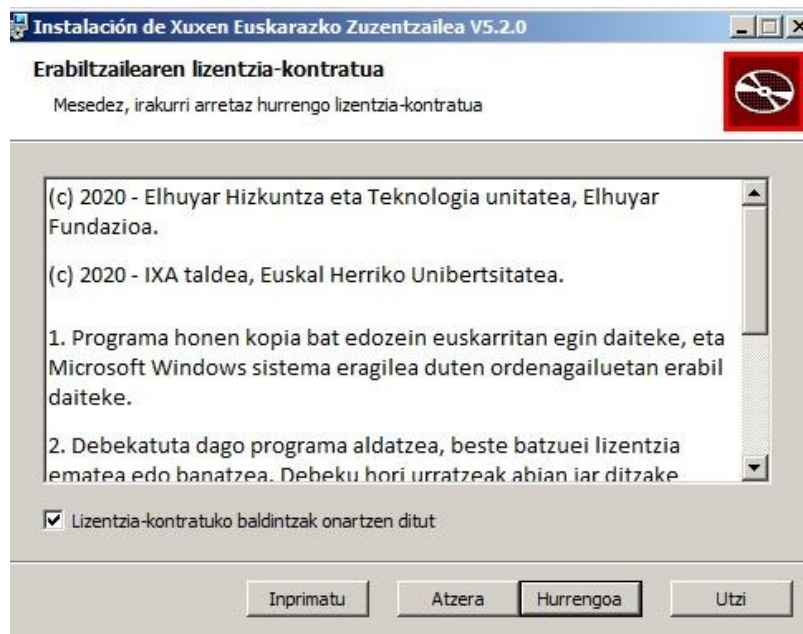 Instalación de Xuxen Euskarazko Zuzentzailea V5.2.0
Erabiltzailearen lizentzia-kontratua
Mesedez, irakurri arretaz hurrengo lizentzia-kontratua
(c) 2020 - Elhuyar Hizkuntza eta Teknologia unitatea, Elhuyar
Fundazioa.
(c) 2020 - IXA taldea, Euskal Herriko Unibertsitatea.
1. Programa honen kopia bat edozein euskarritan egin daiteke, eta
Microsoft Windows sistema eragilea duten ordenagailuetan erabil
daiteke.
2. Debekatuta dago programa aldatzea, beste batzuei lizentzia
ematea edo banatzea. Debeku hori urratzeak abian jar ditzake
Lizentzia-kontratuko baldintzak onartzen ditut
Inprimatu Atzera Hurrengoa Utzi